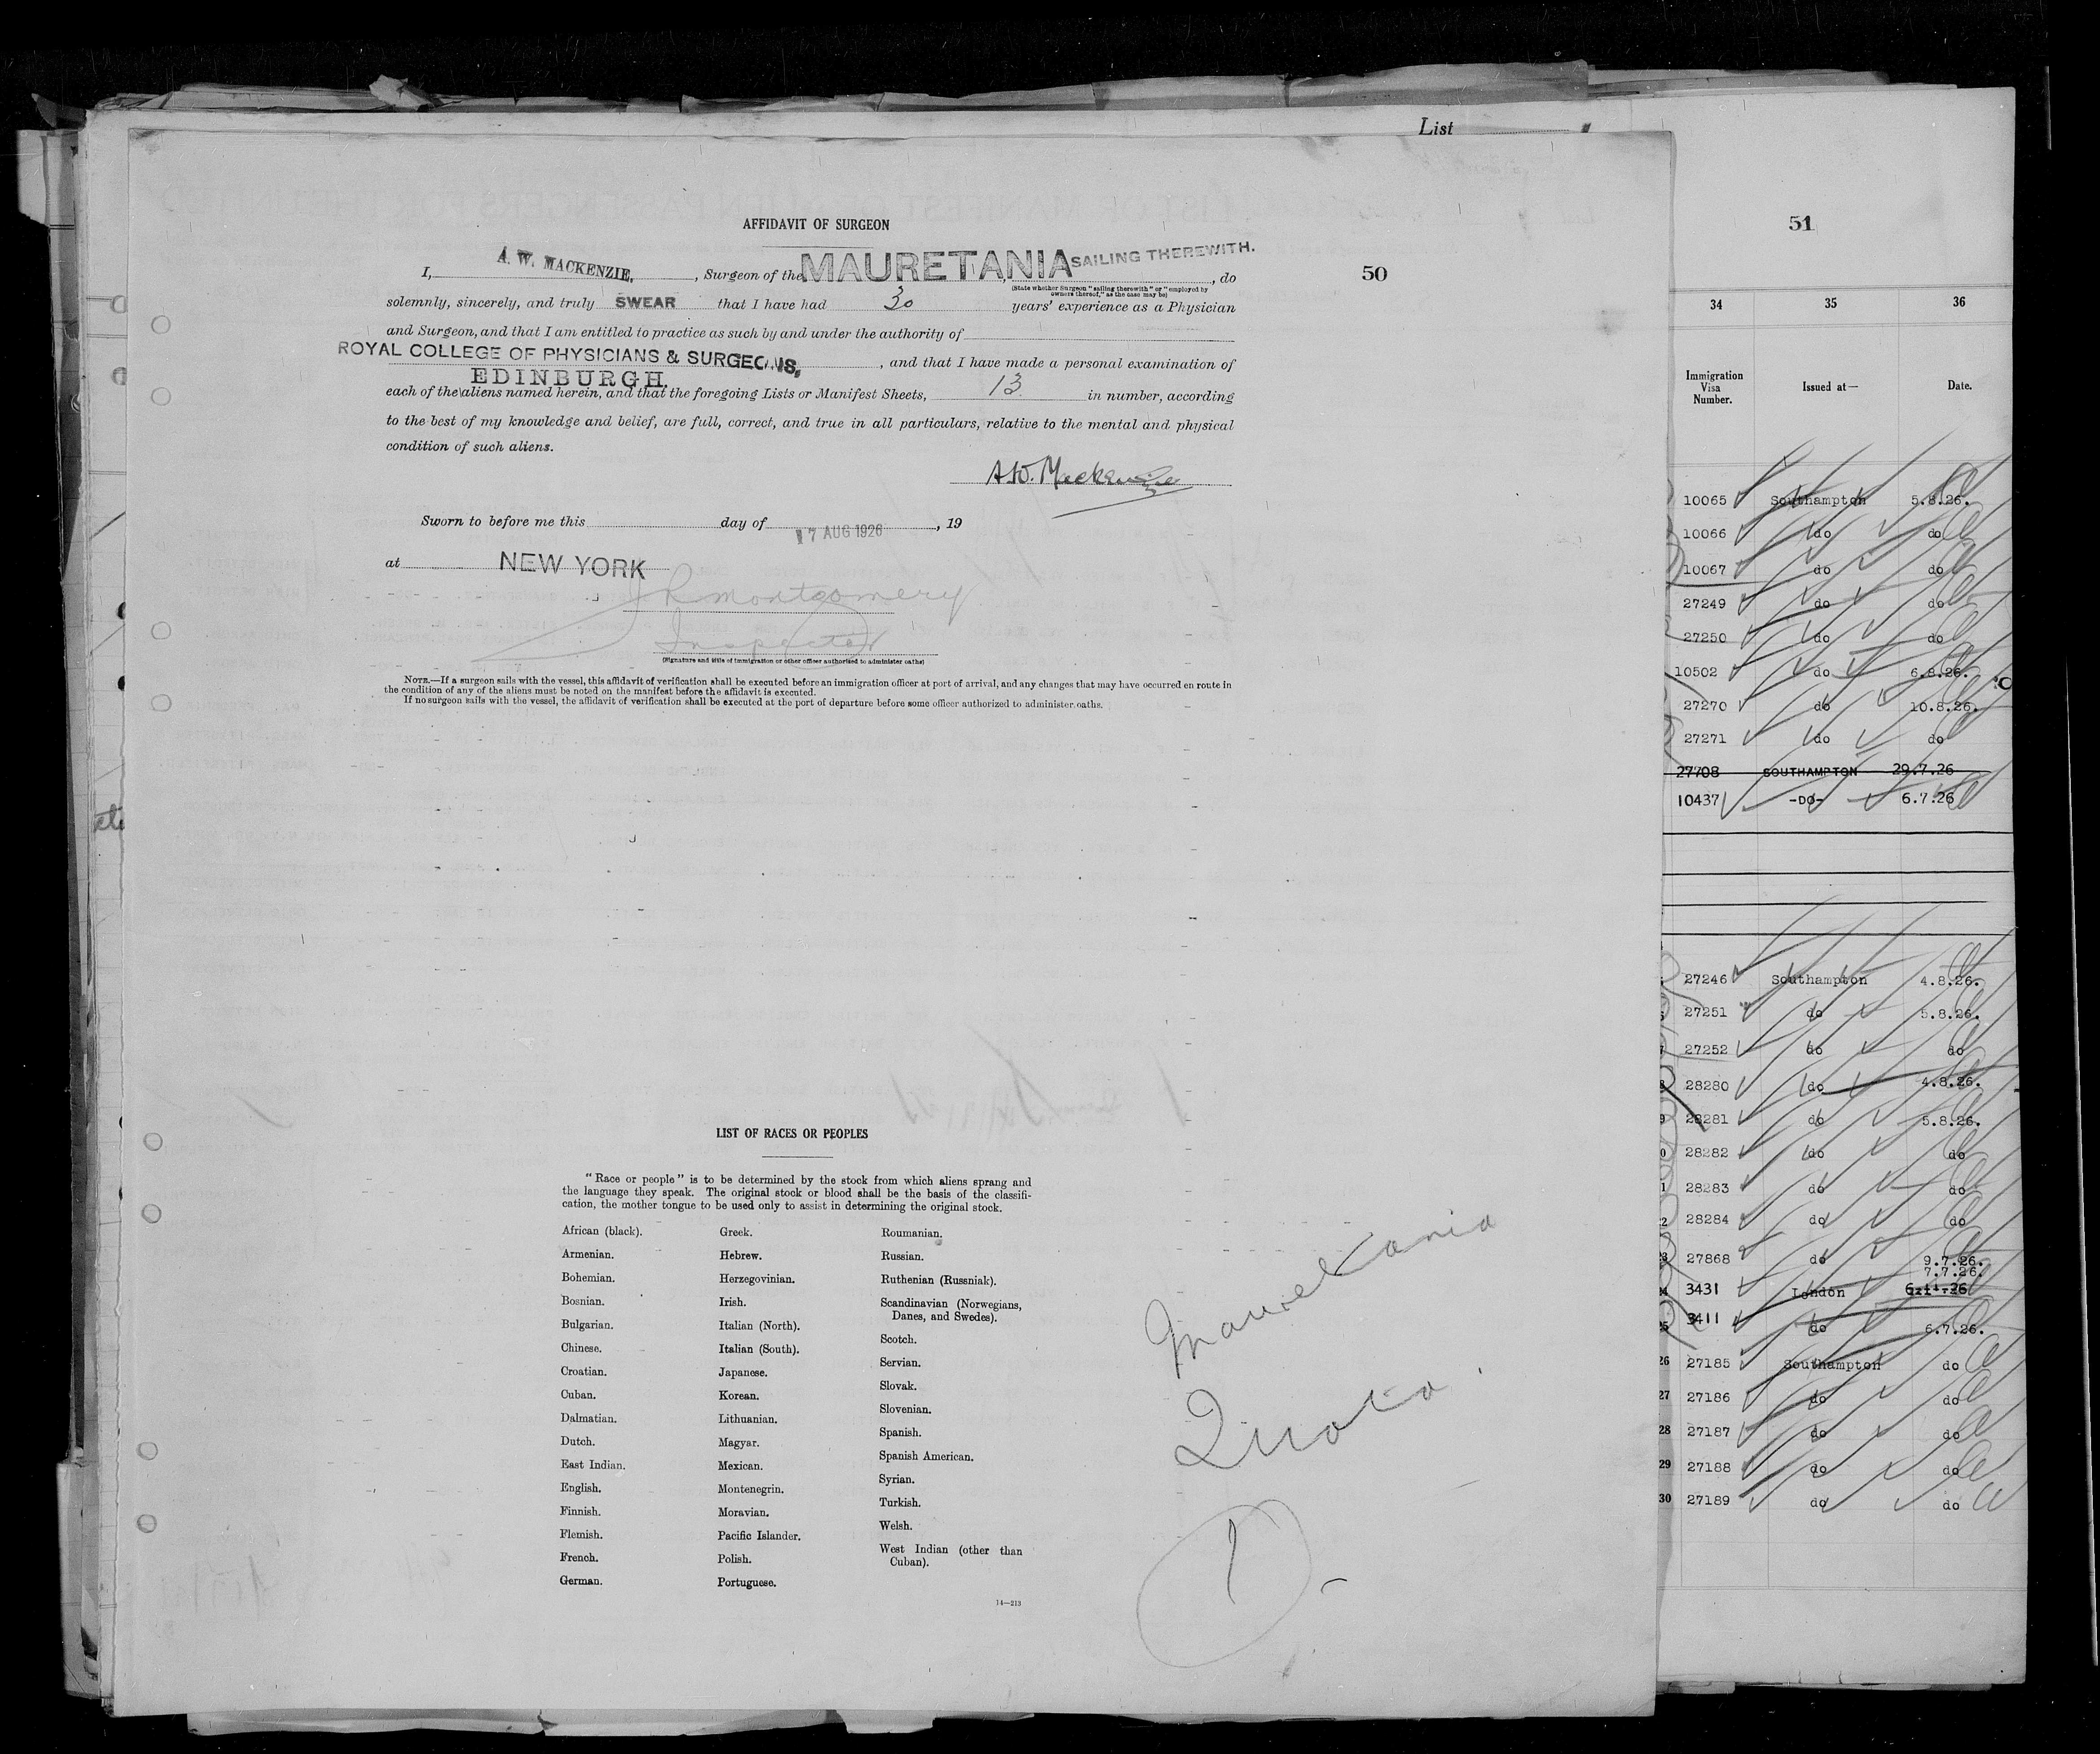 List
AFFIDAVIT OF SURGEON
I, A. W. MACKENZIE, , Surgeon of the MAURETANIA , SAILING THEREWITH. , do
(State whether Surgeon "sailing therewith" or "employed by
owners thereof," as the case may be)
solemnly, sincerely, and truly SWEAR that I have had 30 years' experience as a Physician
and Surgeon, and that I am entitled to practice as such by and under the authority of
ROYAL COLLEGE OF PHYSICIANS & SURGEONS, , and that I have made a personal examination of
EDINBURGH.
each of the aliens named herein, and that the foregoing Lists or Manifest Sheets, 13 in number, according
to the best of my knowledge and belief, are full, correct, and true in all particulars, relative to the mental and physical
condition of such aliens.
A.W. Mackenzie
Sworn to before me this day of 17 AUG 1926 , 19
at NEW YORK
Montgomery
Inspector
(Signature and title of immigration or other officer authorized to administer oaths)
NOTE.—If a surgeon sails with the vessel, this affidavit of verification shall be executed before an immigration officer at port of arrival, and any changes that may have occurred en route in
the condition of any of the aliens must be noted on the manifest before the affidavit is executed.
If no surgeon sails with the vessel, the affidavit of verification shall be executed at the port of departure before some officer authorized to administer oaths.
50
LIST OF RACES OR PEOPLES
"Race or people" is to be determined by the stock from which aliens sprang and
the language they speak. The original stock or blood shall be the basis of the classifi-
cation, the mother tongue to be used only to assist in determining the original stock.
African (black).
Armenian.
Bohemian.
Bosnian.
Bulgarian.
Chinese.
Croatian.
Cuban.
Dalmatian.
Dutch.
East Indian.
English.
Finnish.
Flemish.
French.
German.
Greek.
Hebrew.
Herzegovinian.
Irish.
Italian (North).
Italian (South).
Japanese.
Korean.
Lithuanian.
Magyar.
Mexican.
Montenegrin.
Moravian.
Pacific Islander.
Polish.
Portuguese.
Roumanian.
Russian.
Ruthenian (Russniak).
Scandinavian (Norwegians,
Danes, and Swedes).
Scotch.
Servian.
Slovak.
Slovenian.
Spanish.
Spanish American.
Syrian.
Turkish.
Welsh.
West Indian (other than
Cuban).
14—213
Mauretania
Quota
1
51
34 35 36
Immigration
Visa
Number.
Issued at—
Date.
10065 Southampton 5.8.26.
10066 do do
10067 do do
27249 do do
27250 do do
10502 do 6.8.26.
27270 do 10.8.26.
27271 do do
27708 SOUTHAMPTON 29.7.26
10437 -DO- 6.7.26
27246 Southampton 4.8.26.
27251 do 5.8.26.
27252 do do
28280 do 4.8.26.
28281 do 5.8.26.
28282 do do
28283 do do
28284 do do
27868 do 9.7.26.
7.7.26.
3431 London
3411 do 6.7.26.
26 27185 Southampton do
27 27186 do do
28 27187 do do
29 27188 do do
30 27189 do do